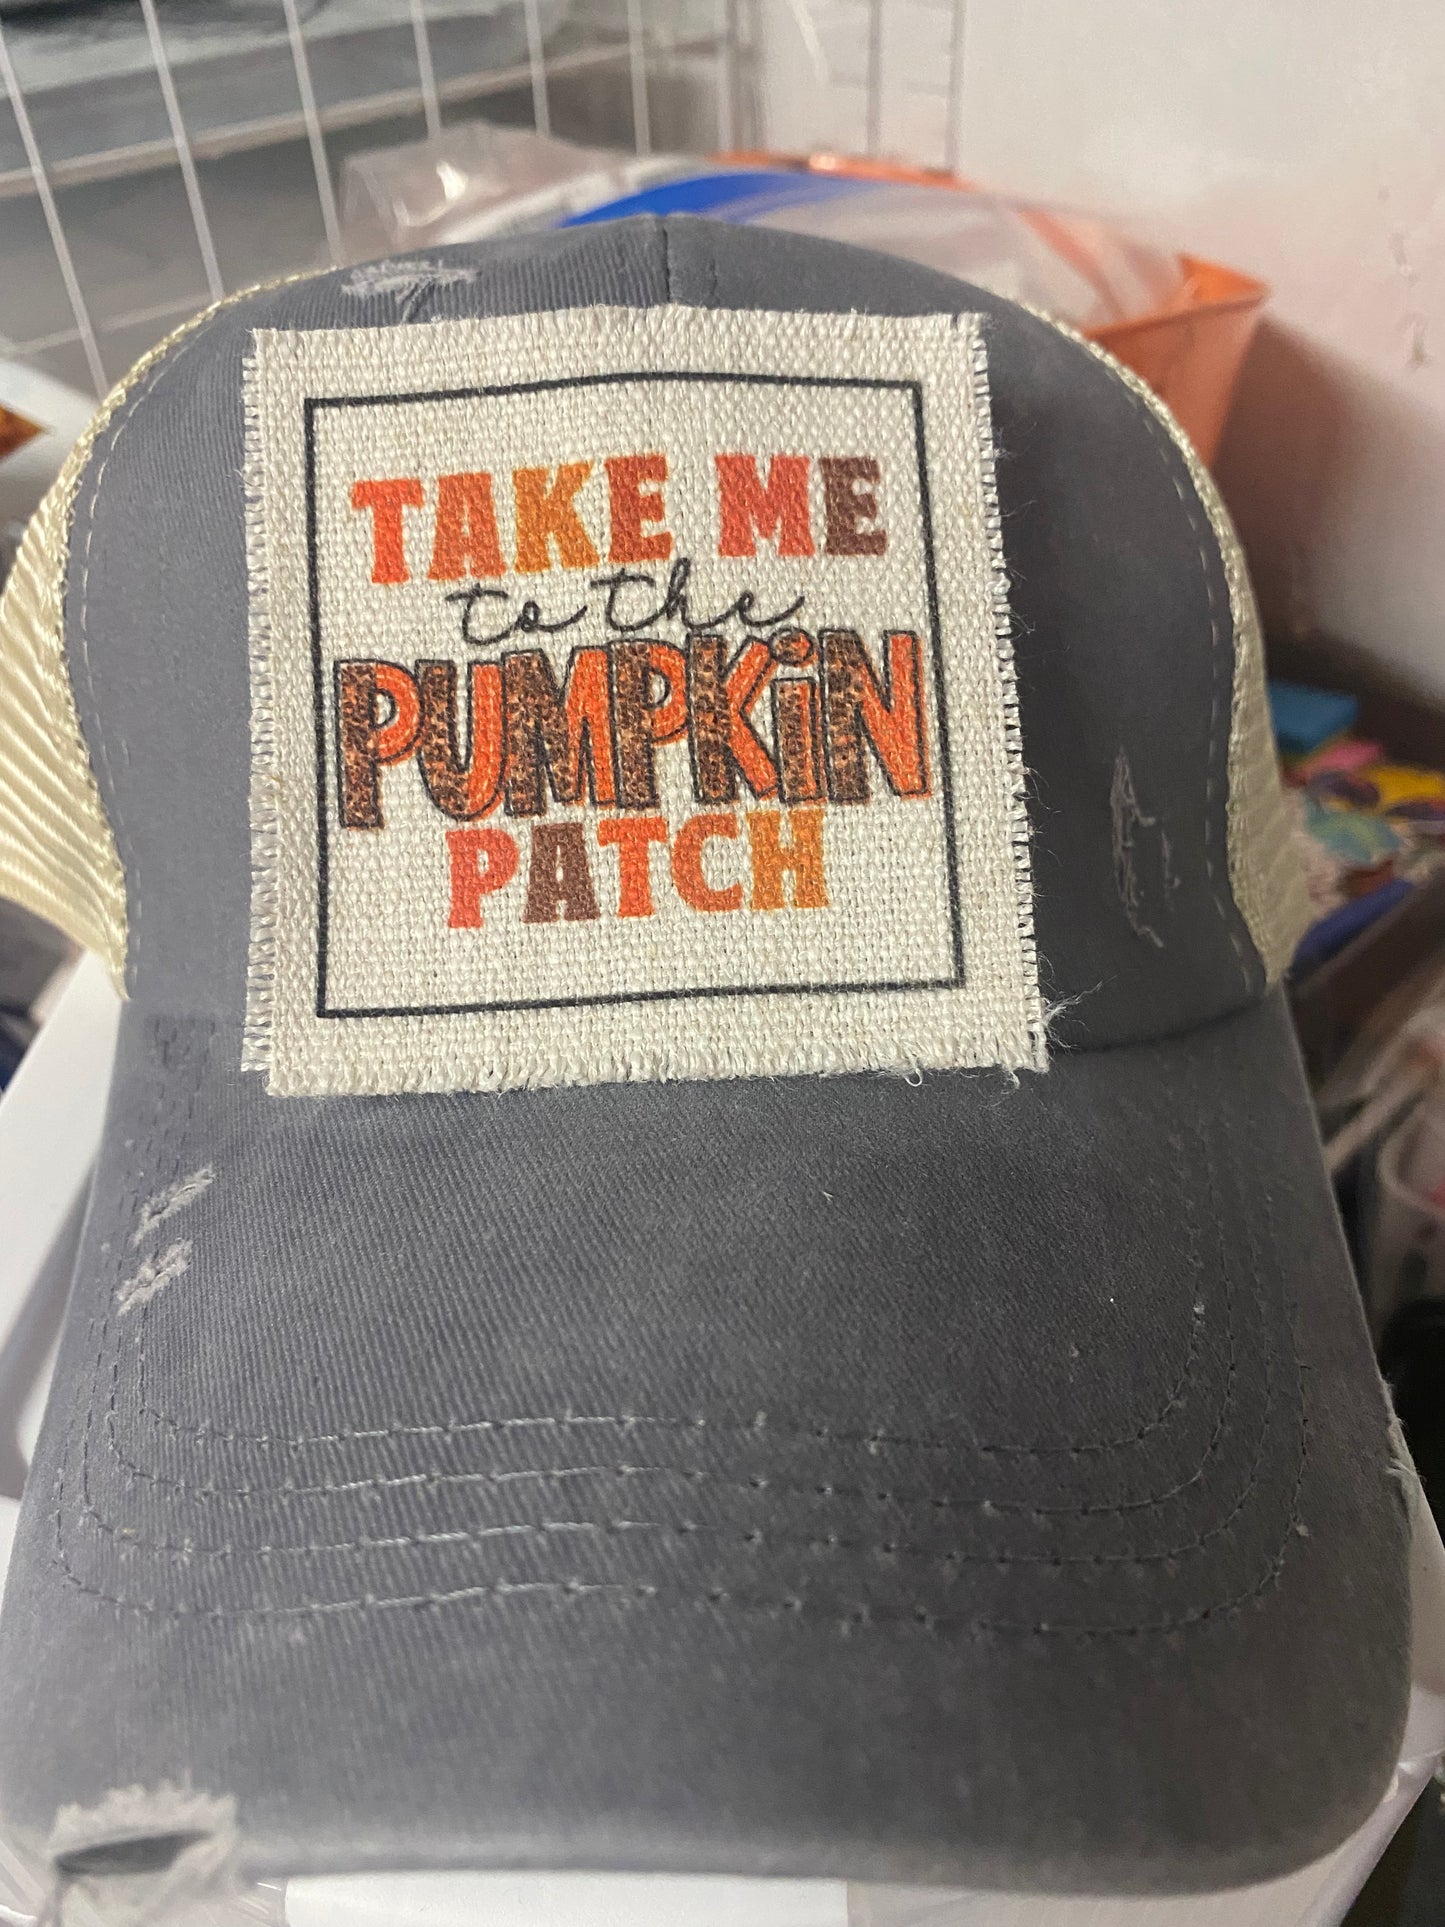 TAKE ME
to the
PUMPKiN
PATCH